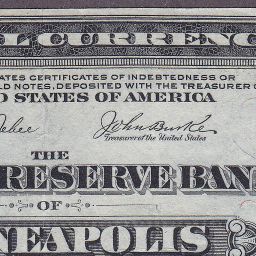 L CURRENC
ATES CERTIFICATES OF INDEBTEDNESS OR
LD NOTES, DEPOSITED WITH THE TREASURER O
D STATES OF AMERICA
John Burke
Treasurer of the United States
THE
RESERVE BAN
OF
NEAPOLIS